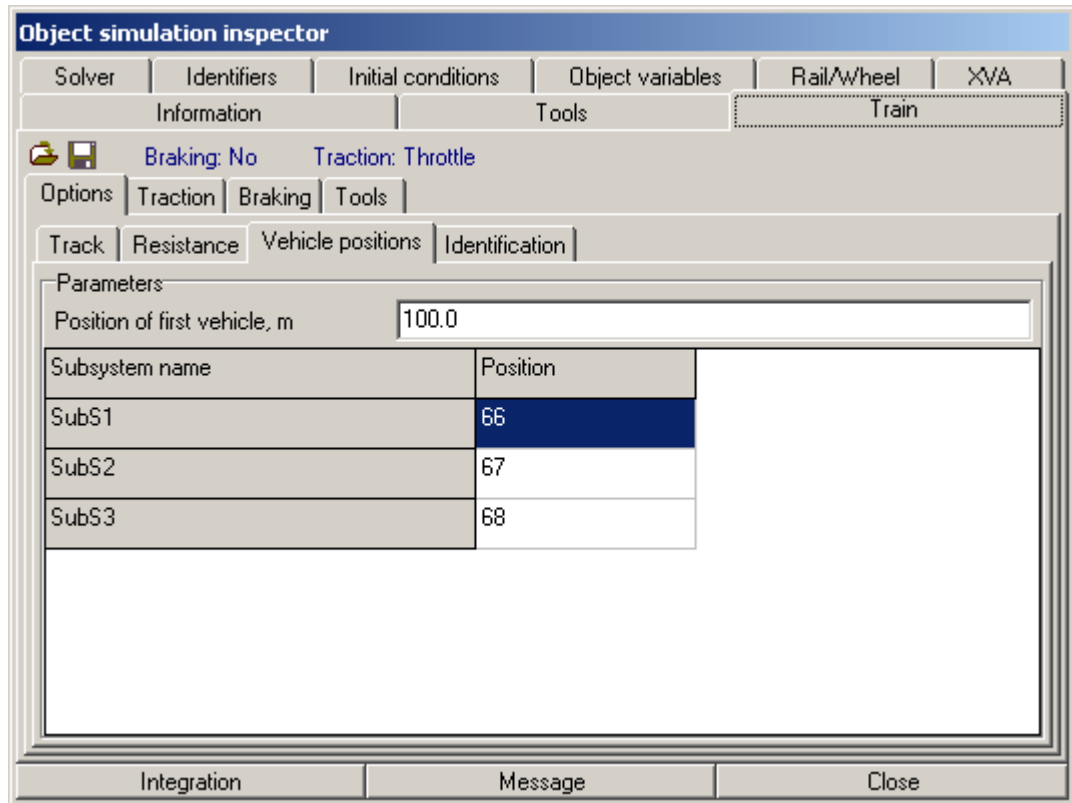 Object simulation inspector
Solver Identifiers Initial conditions Object variables Rail/Wheel XVA
Information Tools Train
Braking: No Traction: Throttle
Options Traction Braking Tools
Track Resistance Vehicle positions Identification
Parameters
Position of first vehicle, m 100.0
Subsystem name Position
SubS1 66
SubS2 67
SubS3 68
Integration Message Close